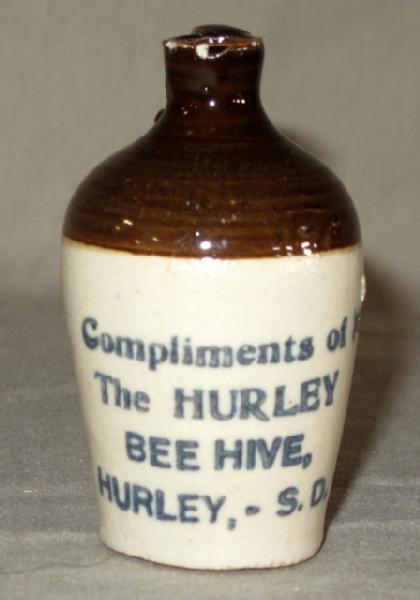 Compliments of
The HURLEY
BEE HIVE,
HURLEY, - S. D.